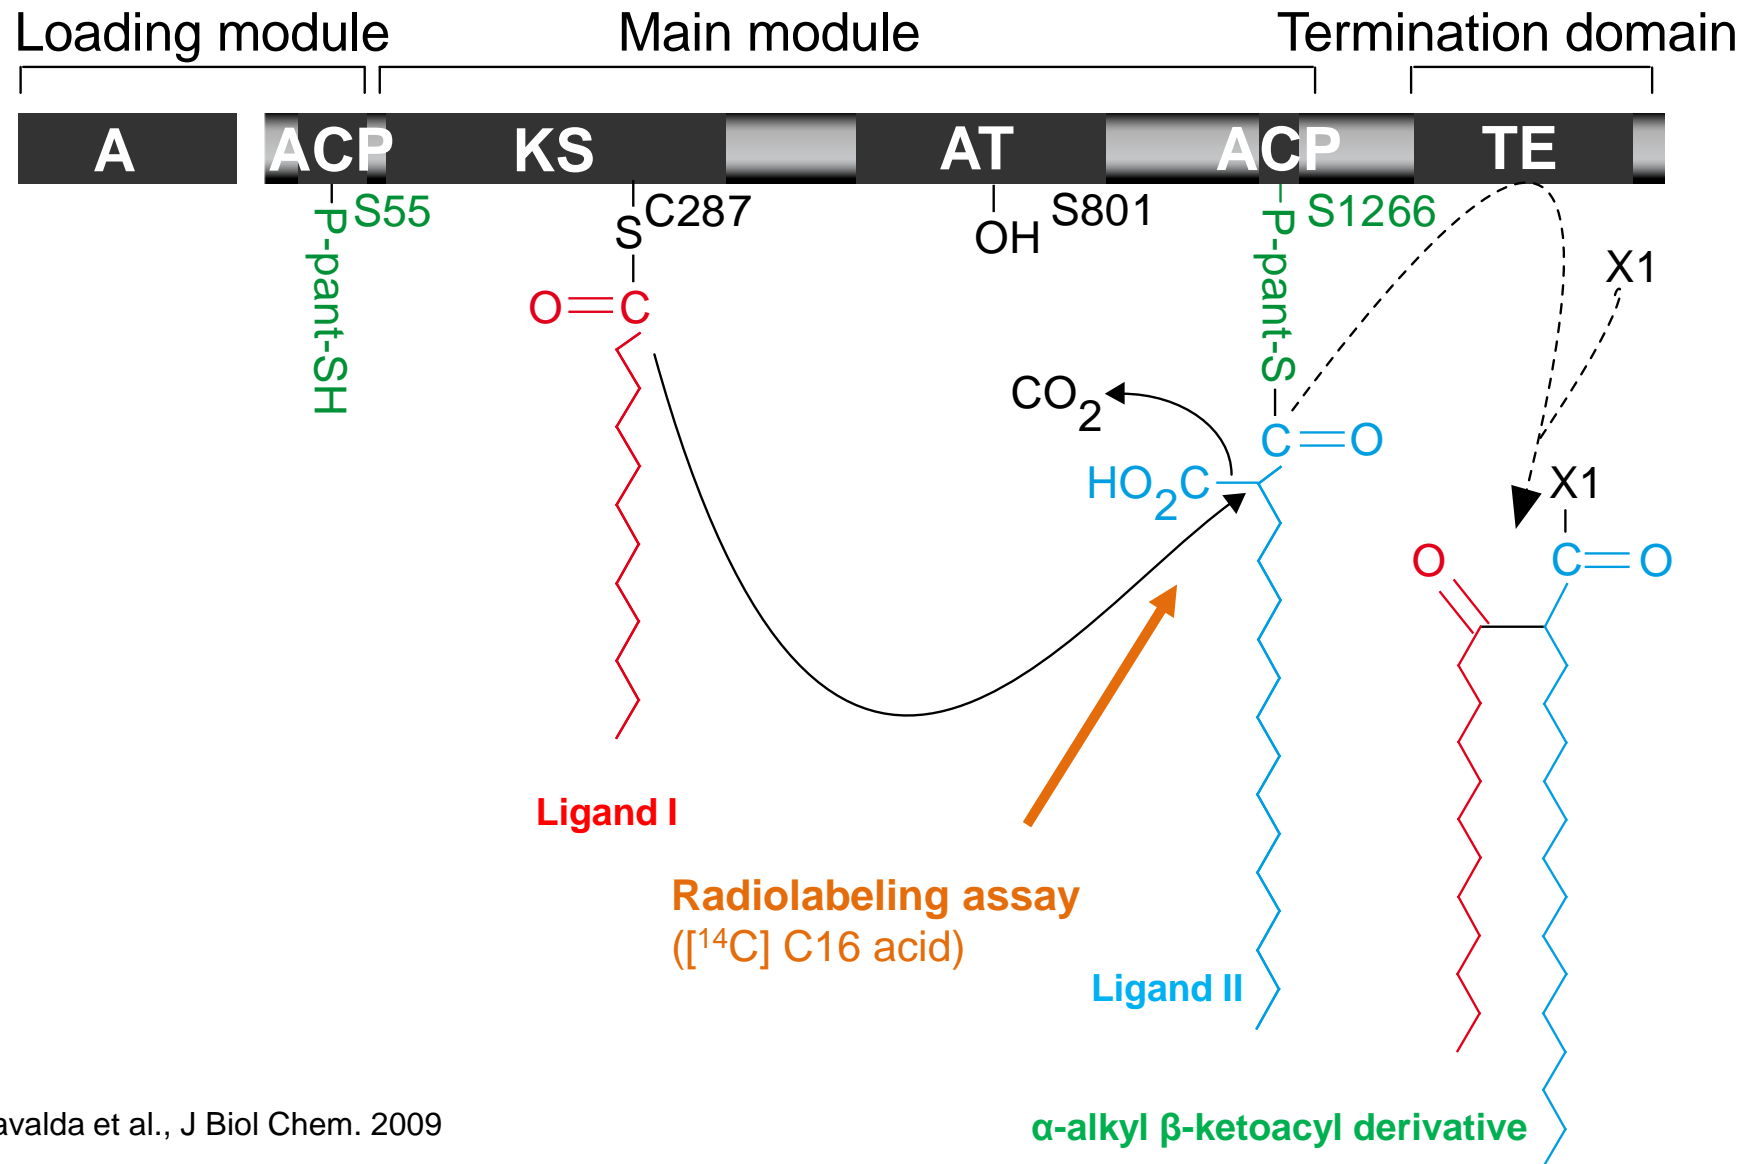 Loading module
Main module
Termination domain
A
ACP
KS
AT
ACP
TE
S55
C287
S801
S1266
P-pant-SH
S
OH
P-pant-S
X1
O=C
CO2
C=O
HO2C
X1
O
C=O
Ligand I
Radiolabeling assay
([¹⁴C] C16 acid)
Ligand II
avalda et al., J Biol Chem. 2009
α-alkyl β-ketoacyl derivative